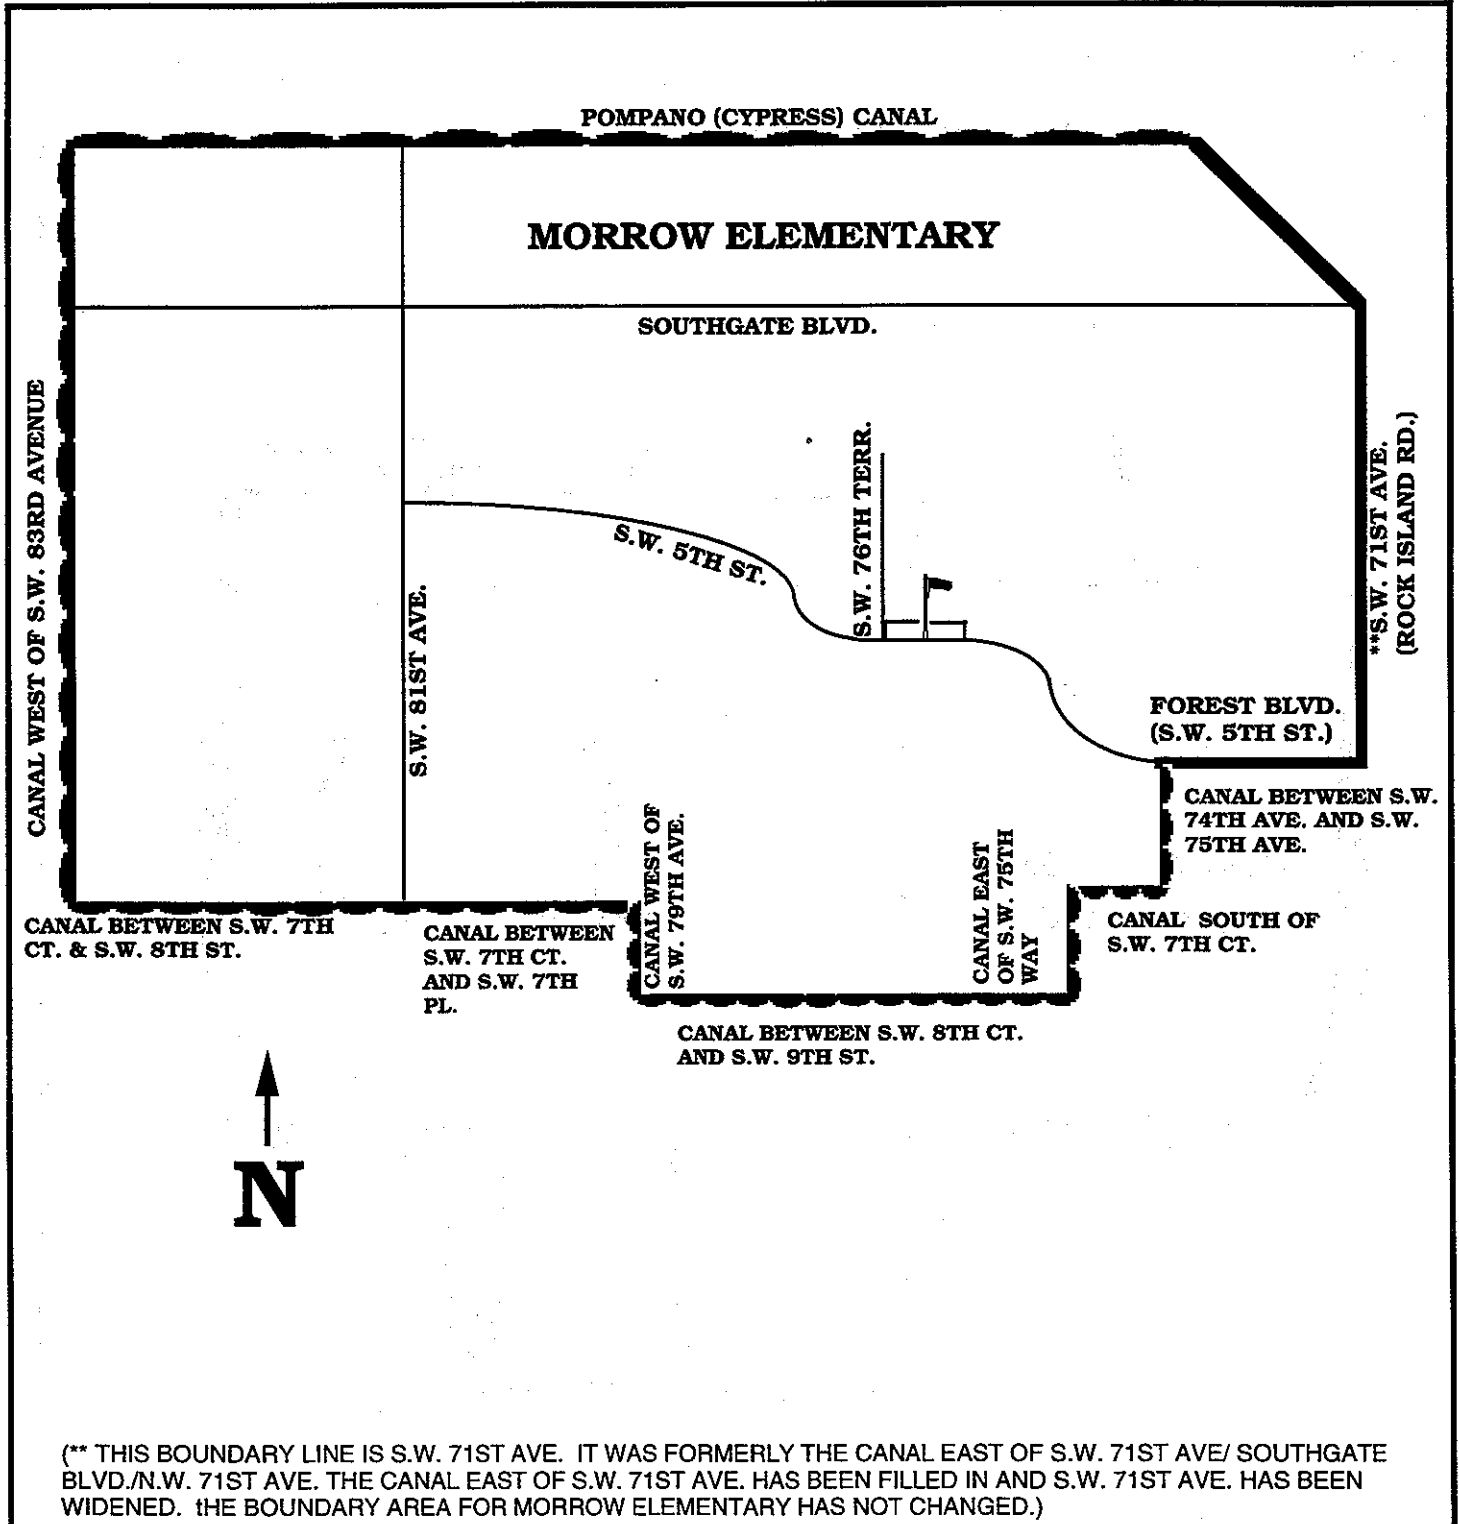 POMPANO (CYPRESS) CANAL
MORROW ELEMENTARY
SOUTHGATE BLVD.
CANAL WEST OF S.W. 83RD AVENUE
S.W. 81ST AVE.
S.W. 5TH ST.
S.W. 76TH TERR.
**S.W. 71ST AVE.
(ROCK ISLAND RD.)
FOREST BLVD.
(S.W. 5TH ST.)
CANAL BETWEEN S.W.
74TH AVE. AND S.W.
75TH AVE.
CANAL WEST OF
S.W. 79TH AVE.
CANAL EAST
OF S.W. 75TH
WAY
CANAL SOUTH OF
S.W. 7TH CT.
CANAL BETWEEN S.W. 7TH
CT. & S.W. 8TH ST.
CANAL BETWEEN
S.W. 7TH CT.
AND S.W. 7TH
PL.
CANAL BETWEEN S.W. 8TH CT.
AND S.W. 9TH ST.
N
(** THIS BOUNDARY LINE IS S.W. 71ST AVE. IT WAS FORMERLY THE CANAL EAST OF S.W. 71ST AVE/ SOUTHGATE
BLVD./N.W. 71ST AVE. THE CANAL EAST OF S.W. 71ST AVE. HAS BEEN FILLED IN AND S.W. 71ST AVE. HAS BEEN
WIDENED. tHE BOUNDARY AREA FOR MORROW ELEMENTARY HAS NOT CHANGED.)